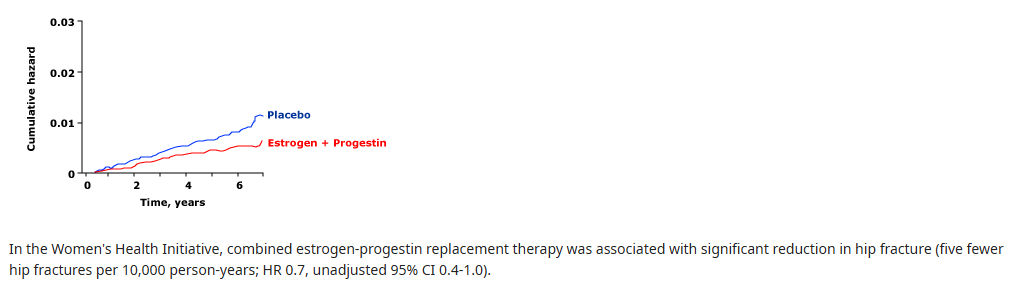 0.03
Cumulative hazard
0.02
0.01
Placebo
Estrogen + Progestin
0
0 2 4 6
Time, years
In the Women's Health Initiative, combined estrogen-progestin replacement therapy was associated with significant reduction in hip fracture (five fewer
hip fractures per 10,000 person-years; HR 0.7, unadjusted 95% CI 0.4-1.0).